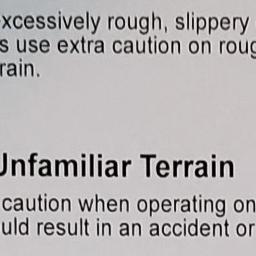 xcessively rough, slippery
s use extra caution on roug
rain.
Unfamiliar Terrain
caution when operating on
uld result in an accident or